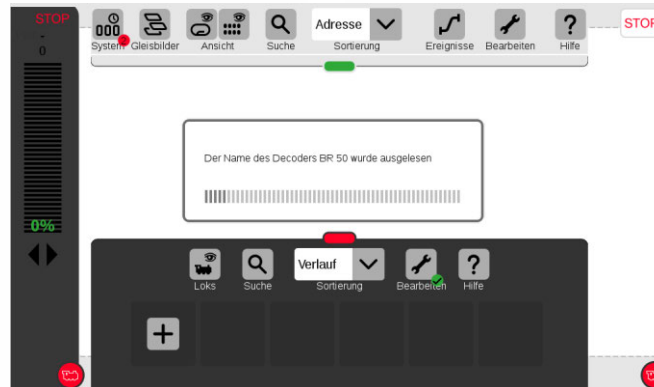 STOP
-
0
System Gleisbilder Ansicht Suche Adresse Sortierung Ereignisse Bearbeiten Hilfe
STOP
Der Name des Decoders BR 50 wurde ausgelesen
0%
Loks Suche Verlauf Sortierung Bearbeiten Hilfe